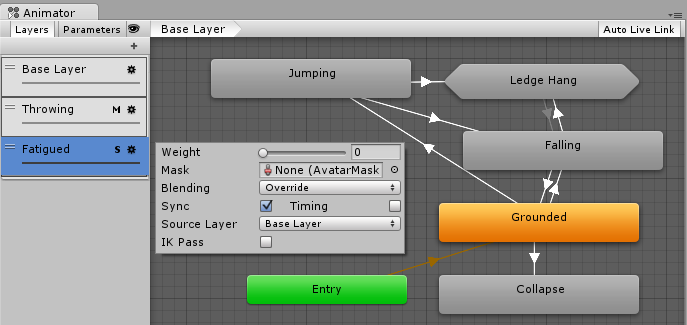 Animator
Layers Parameters
Base Layer
Auto Live Link
Base Layer
Throwing M
Fatigued S
Weight 0
Mask None (AvatarMask
Blending Override
Sync Timing
Source Layer Base Layer
IK Pass
Jumping
Ledge Hang
Falling
Grounded
Entry
Collapse